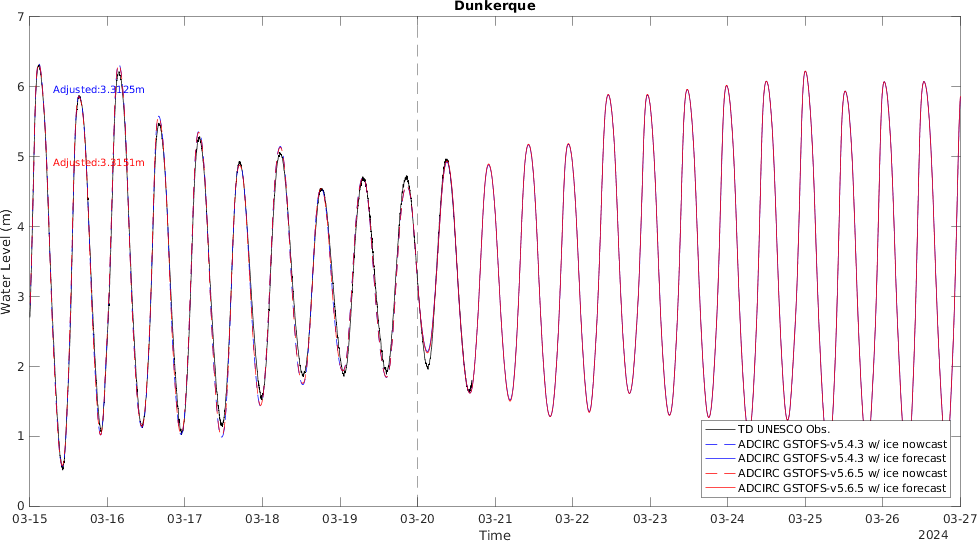 Dunkerque
7
6
5
4
3
2
1
0
Water Level (m)
Adjusted:3.3125m
Adjusted:3.3151m
TD UNESCO Obs.
ADCIRC GSTOFS-v5.4.3 w/ ice nowcast
ADCIRC GSTOFS-v5.4.3 w/ ice forecast
ADCIRC GSTOFS-v5.6.5 w/ ice nowcast
ADCIRC GSTOFS-v5.6.5 w/ ice forecast
03-15 03-16 03-17 03-18 03-19 03-20 03-21 03-22 03-23 03-24 03-25 03-26 03-27
Time
2024